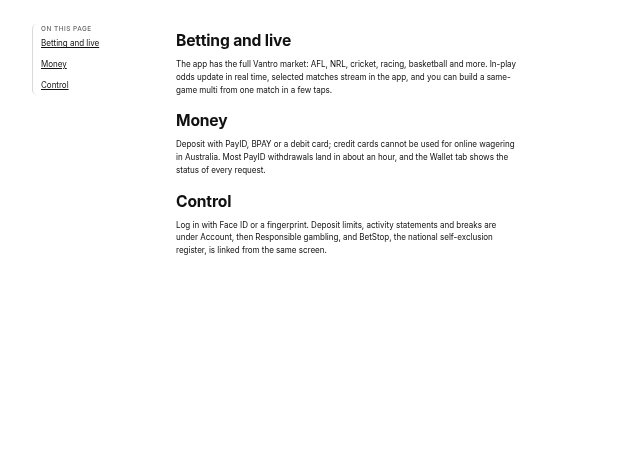 ON THIS PAGE
Betting and live
Money
Control
Betting and live
The app has the full Vantro market: AFL, NRL, cricket, racing, basketball and more. In-play
odds update in real time, selected matches stream in the app, and you can build a same-
game multi from one match in a few taps.
Money
Deposit with PayID, BPAY or a debit card; credit cards cannot be used for online wagering
in Australia. Most PayID withdrawals land in about an hour, and the Wallet tab shows the
status of every request.
Control
Log in with Face ID or a fingerprint. Deposit limits, activity statements and breaks are
under Account, then Responsible gambling, and BetStop, the national self-exclusion
register, is linked from the same screen.